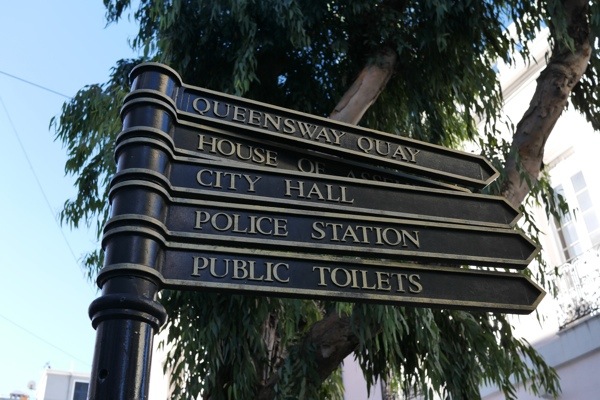 QUEENSWAY QUAY
HOUSE OF
CITY HALL
POLICE STATION
PUBLIC TOILETS